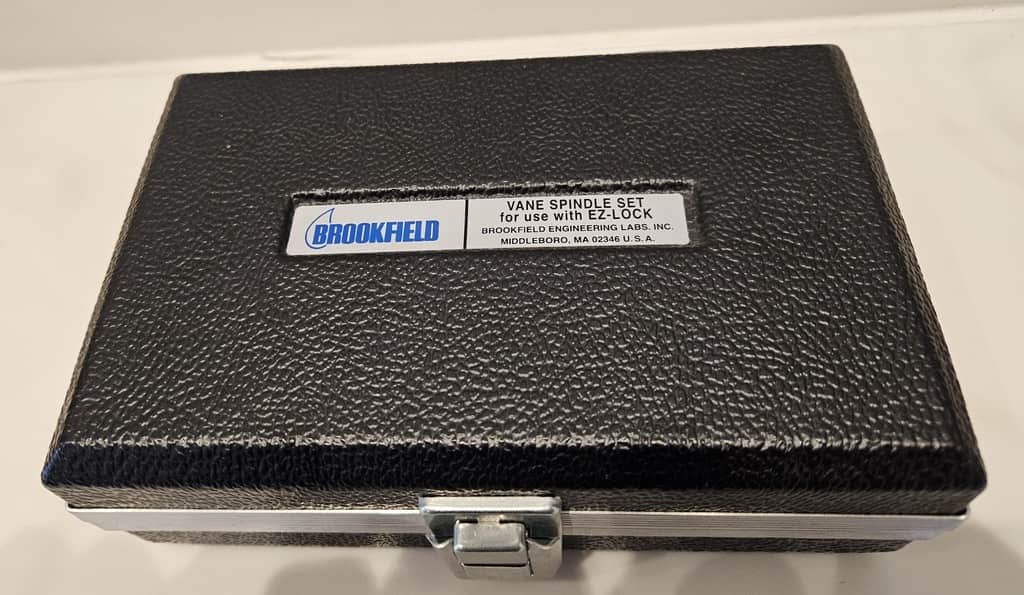 BROOKFIELD
VANE SPINDLE SET
for use with EZ-LOCK
BROOKFIELD ENGINEERING LABS. INC.
MIDDLEBORO, MA 02346 U.S.A.